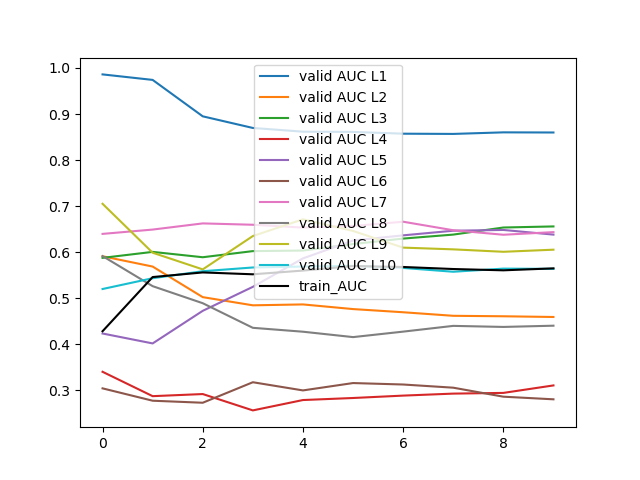 1.0
0.9
0.8
0.7
0.6
0.5
0.4
0.3
valid AUC L1
valid AUC L2
valid AUC L3
valid AUC L4
valid AUC L5
valid AUC L6
valid AUC L7
valid AUC L8
valid AUC L9
valid AUC L10
train_AUC
0
2
4
6
8